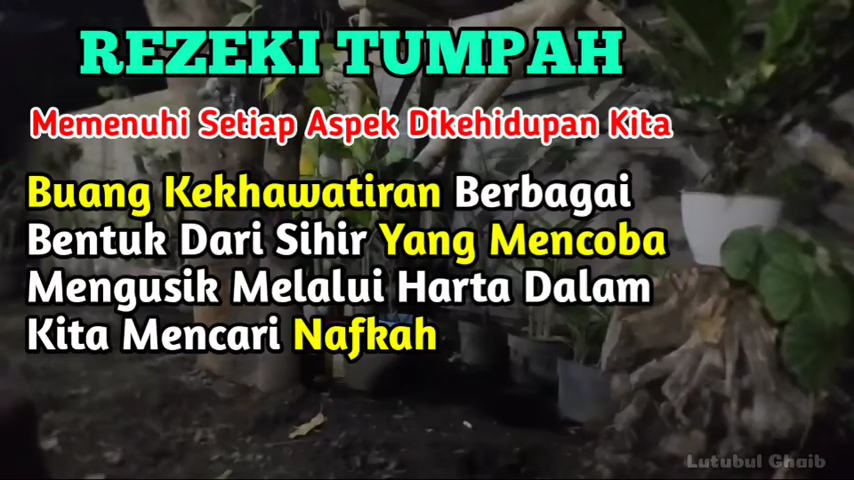 REZEKI TUMPAH
Memenuhi Setiap Aspek Dikehidupan Kita
Buang Kekhawatiran Berbagai
Bentuk Dari Sihir Yang Mencoba
Mengusik Melalui Harta Dalam
Kita Mencari Nafkah
Lutubul Ghaib